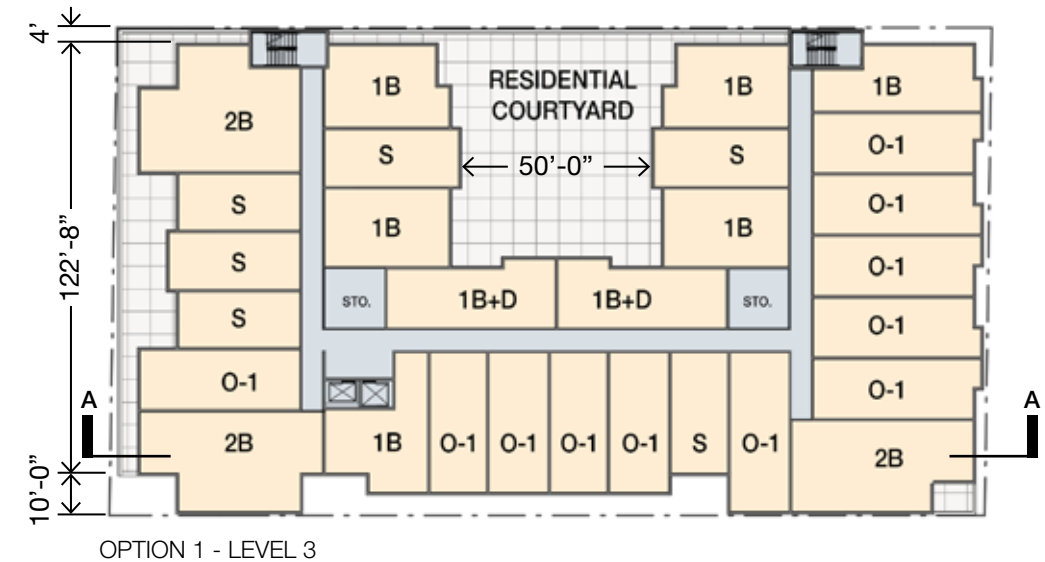 4'
122'-8"
10'-0"
RESIDENTIAL
COURTYARD
50'-0"
2B
1B
1B
1B
S
S
O-1
S
O-1
S
1B
1B
O-1
S
STO.
1B+D
1B+D
STO.
O-1
O-1
O-1
A
A
2B
1B
O-1
O-1
O-1
O-1
S
O-1
2B
OPTION 1 - LEVEL 3